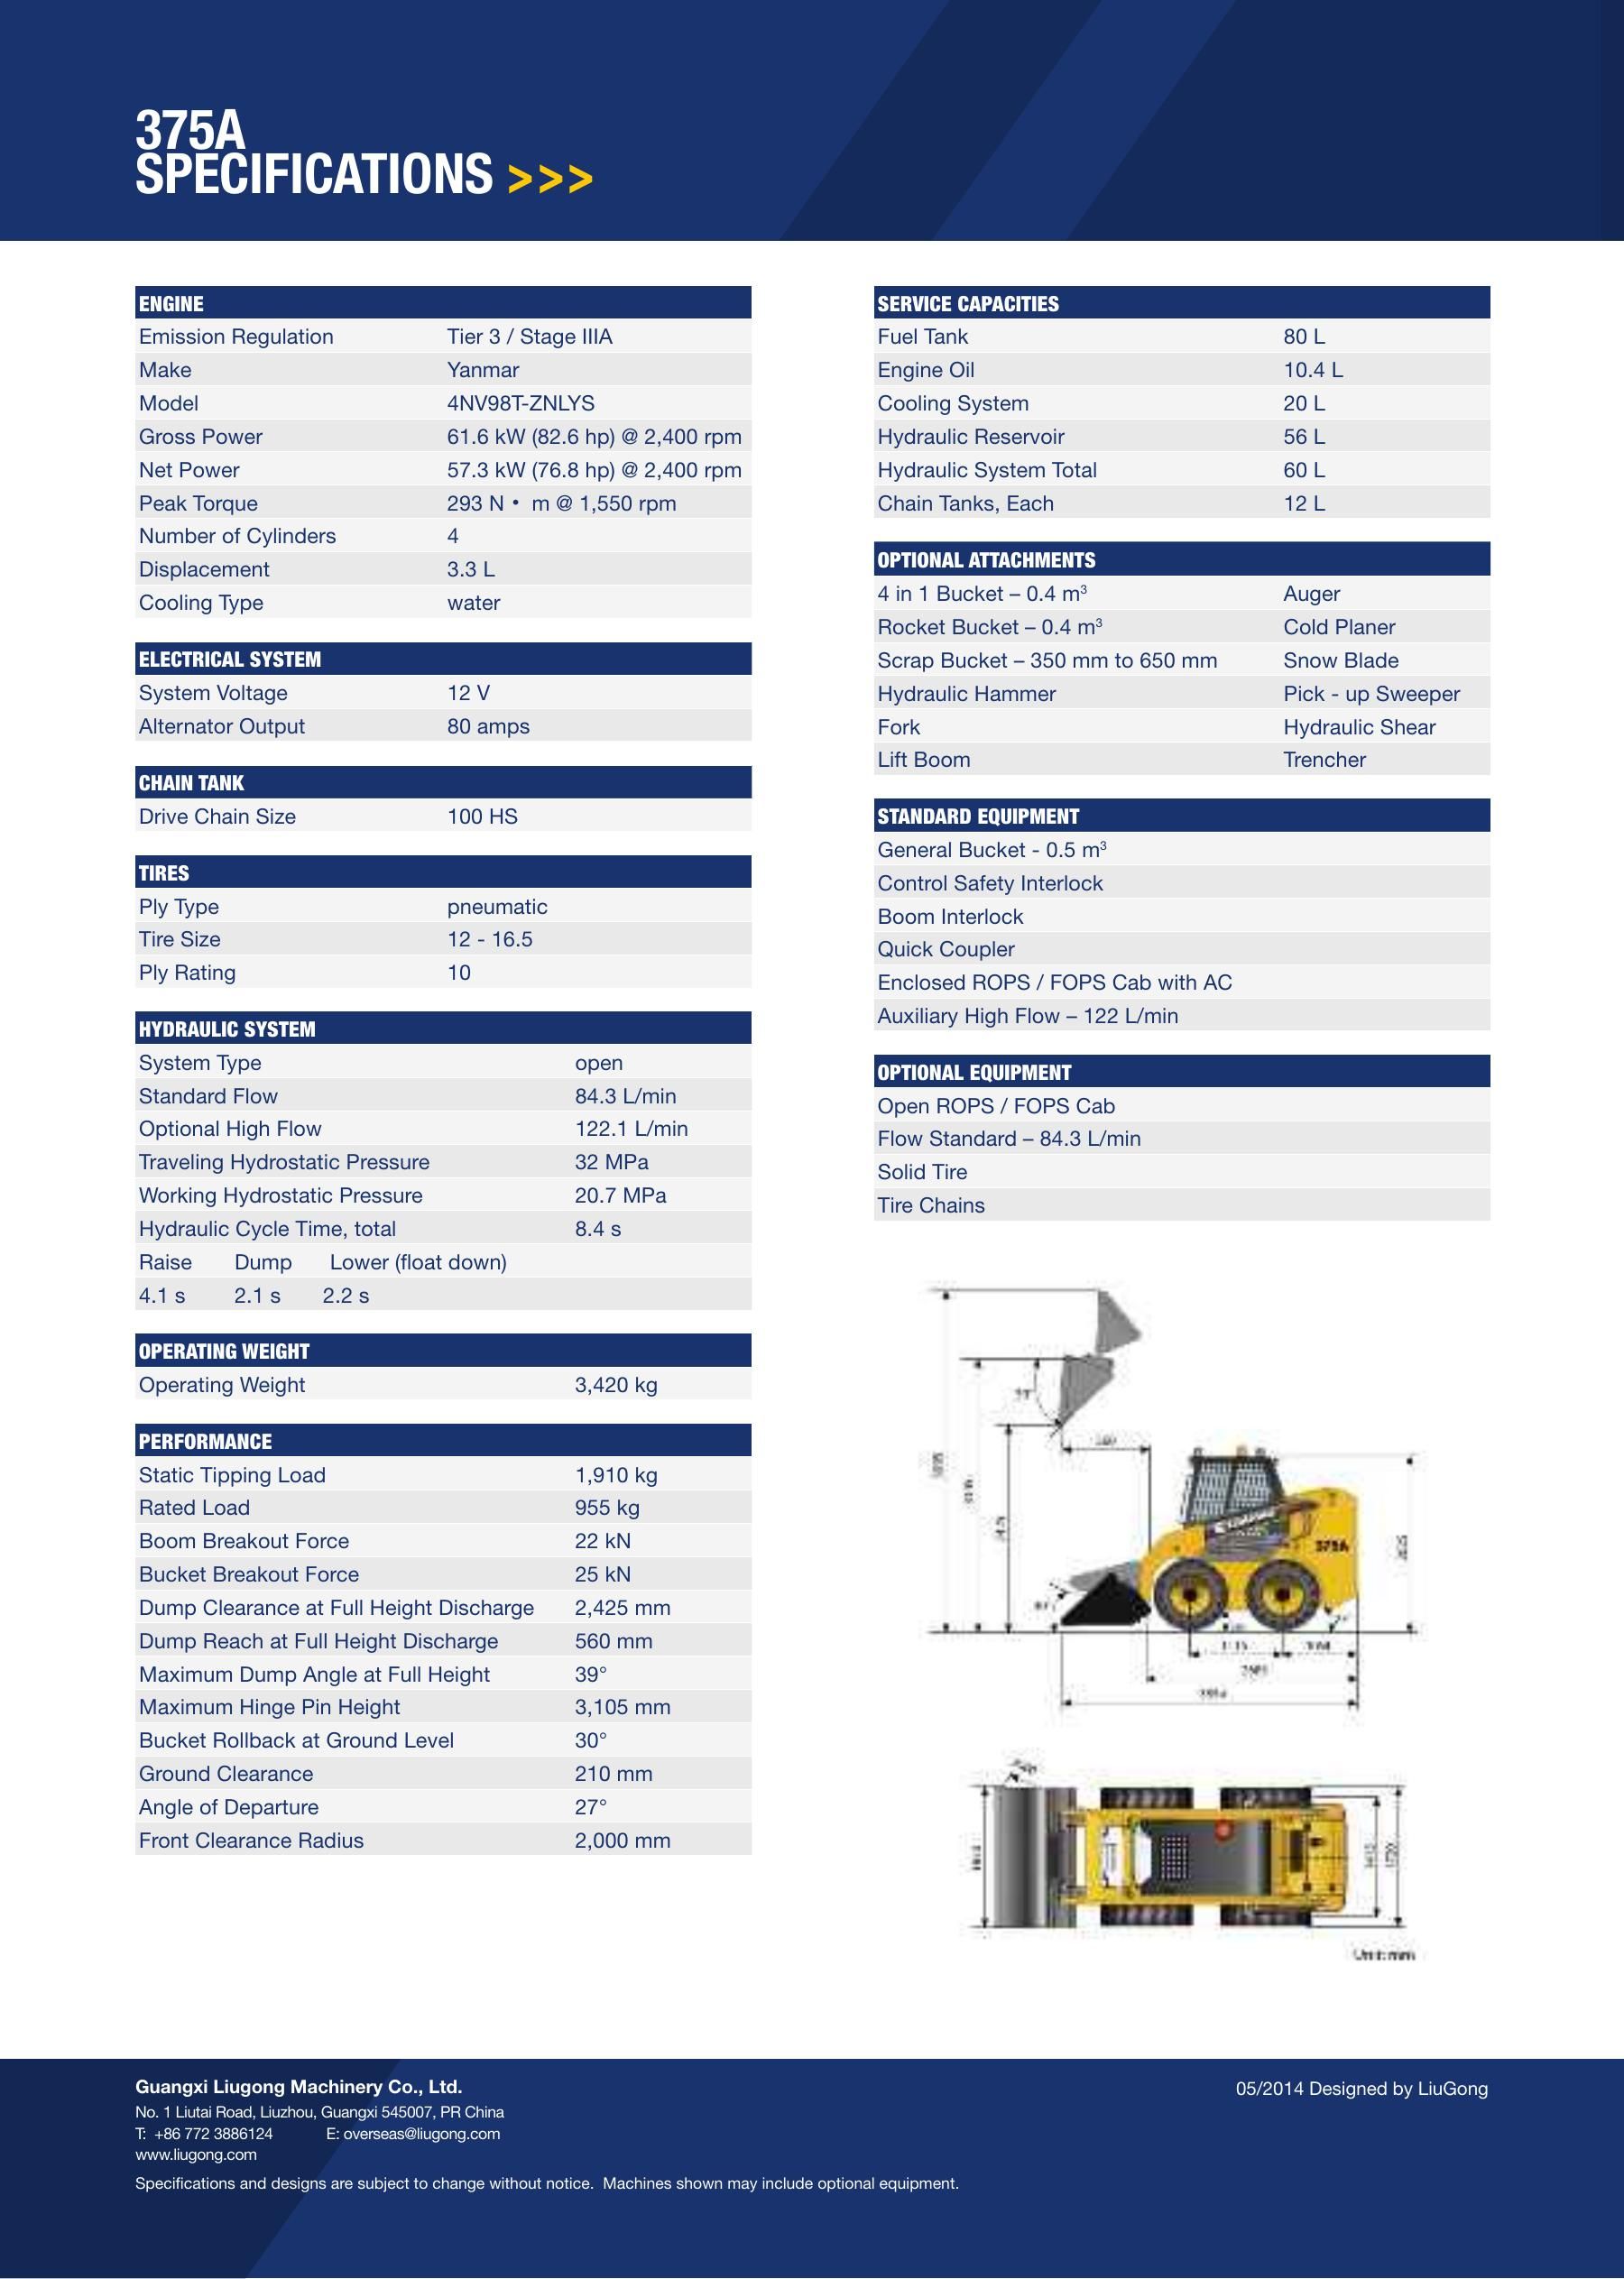 375A
SPECIFICATIONS >>>
ENGINE
Emission Regulation Tier 3 / Stage IIIA
Make Yanmar
Model 4NV98T-ZNLYS
Gross Power 61.6 kW (82.6 hp) @ 2,400 rpm
Net Power 57.3 kW (76.8 hp) @ 2,400 rpm
Peak Torque 293 N • m @ 1,550 rpm
Number of Cylinders 4
Displacement 3.3 L
Cooling Type water
ELECTRICAL SYSTEM
System Voltage 12 V
Alternator Output 80 amps
CHAIN TANK
Drive Chain Size 100 HS
TIRES
Ply Type pneumatic
Tire Size 12 - 16.5
Ply Rating 10
HYDRAULIC SYSTEM
System Type open
Standard Flow 84.3 L/min
Optional High Flow 122.1 L/min
Traveling Hydrostatic Pressure 32 MPa
Working Hydrostatic Pressure 20.7 MPa
Hydraulic Cycle Time, total 8.4 s
Raise Dump Lower (float down)
4.1 s 2.1 s 2.2 s
OPERATING WEIGHT
Operating Weight 3,420 kg
PERFORMANCE
Static Tipping Load 1,910 kg
Rated Load 955 kg
Boom Breakout Force 22 kN
Bucket Breakout Force 25 kN
Dump Clearance at Full Height Discharge 2,425 mm
Dump Reach at Full Height Discharge 560 mm
Maximum Dump Angle at Full Height 39°
Maximum Hinge Pin Height 3,105 mm
Bucket Rollback at Ground Level 30°
Ground Clearance 210 mm
Angle of Departure 27°
Front Clearance Radius 2,000 mm
SERVICE CAPACITIES
Fuel Tank 80 L
Engine Oil 10.4 L
Cooling System 20 L
Hydraulic Reservoir 56 L
Hydraulic System Total 60 L
Chain Tanks, Each 12 L
OPTIONAL ATTACHMENTS
4 in 1 Bucket – 0.4 m³ Auger
Rocket Bucket – 0.4 m³ Cold Planer
Scrap Bucket – 350 mm to 650 mm Snow Blade
Hydraulic Hammer Pick - up Sweeper
Fork Hydraulic Shear
Lift Boom Trencher
STANDARD EQUIPMENT
General Bucket - 0.5 m³
Control Safety Interlock
Boom Interlock
Quick Coupler
Enclosed ROPS / FOPS Cab with AC
Auxiliary High Flow – 122 L/min
OPTIONAL EQUIPMENT
Open ROPS / FOPS Cab
Flow Standard – 84.3 L/min
Solid Tire
Tire Chains
375A
Unit: mm
Guangxi Liugong Machinery Co., Ltd.
No. 1 Liutai Road, Liuzhou, Guangxi 545007, PR China
T: +86 772 3886124 E: overseas@liugong.com
www.liugong.com
Specifications and designs are subject to change without notice. Machines shown may include optional equipment.
05/2014 Designed by LiuGong